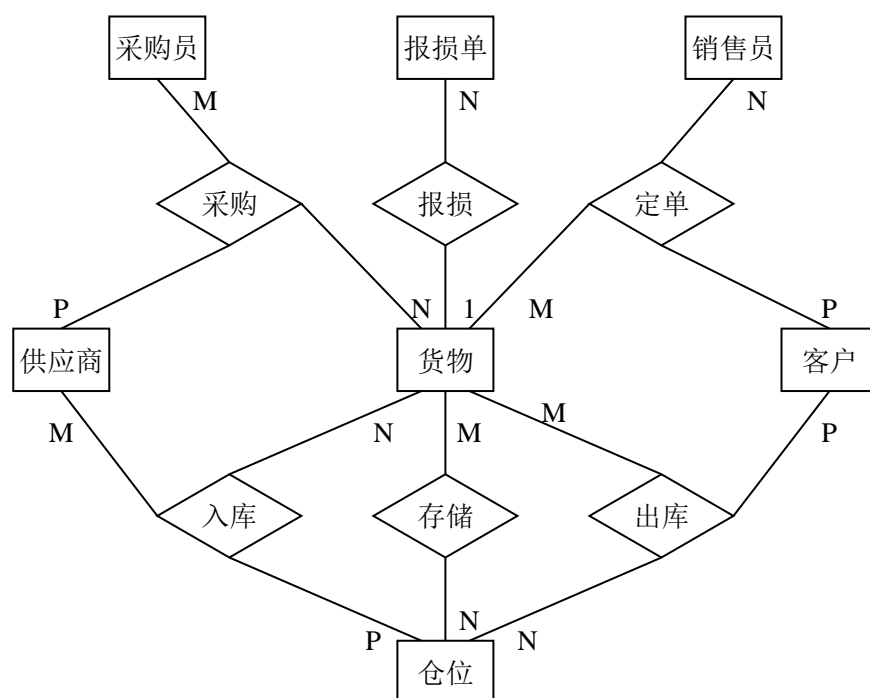 采购员 报损单 销售员
M N N
采购 报损 定单
P N 1 M P
供应商 货物 客户
M N M M P
入库 存储 出库
P N N
仓位